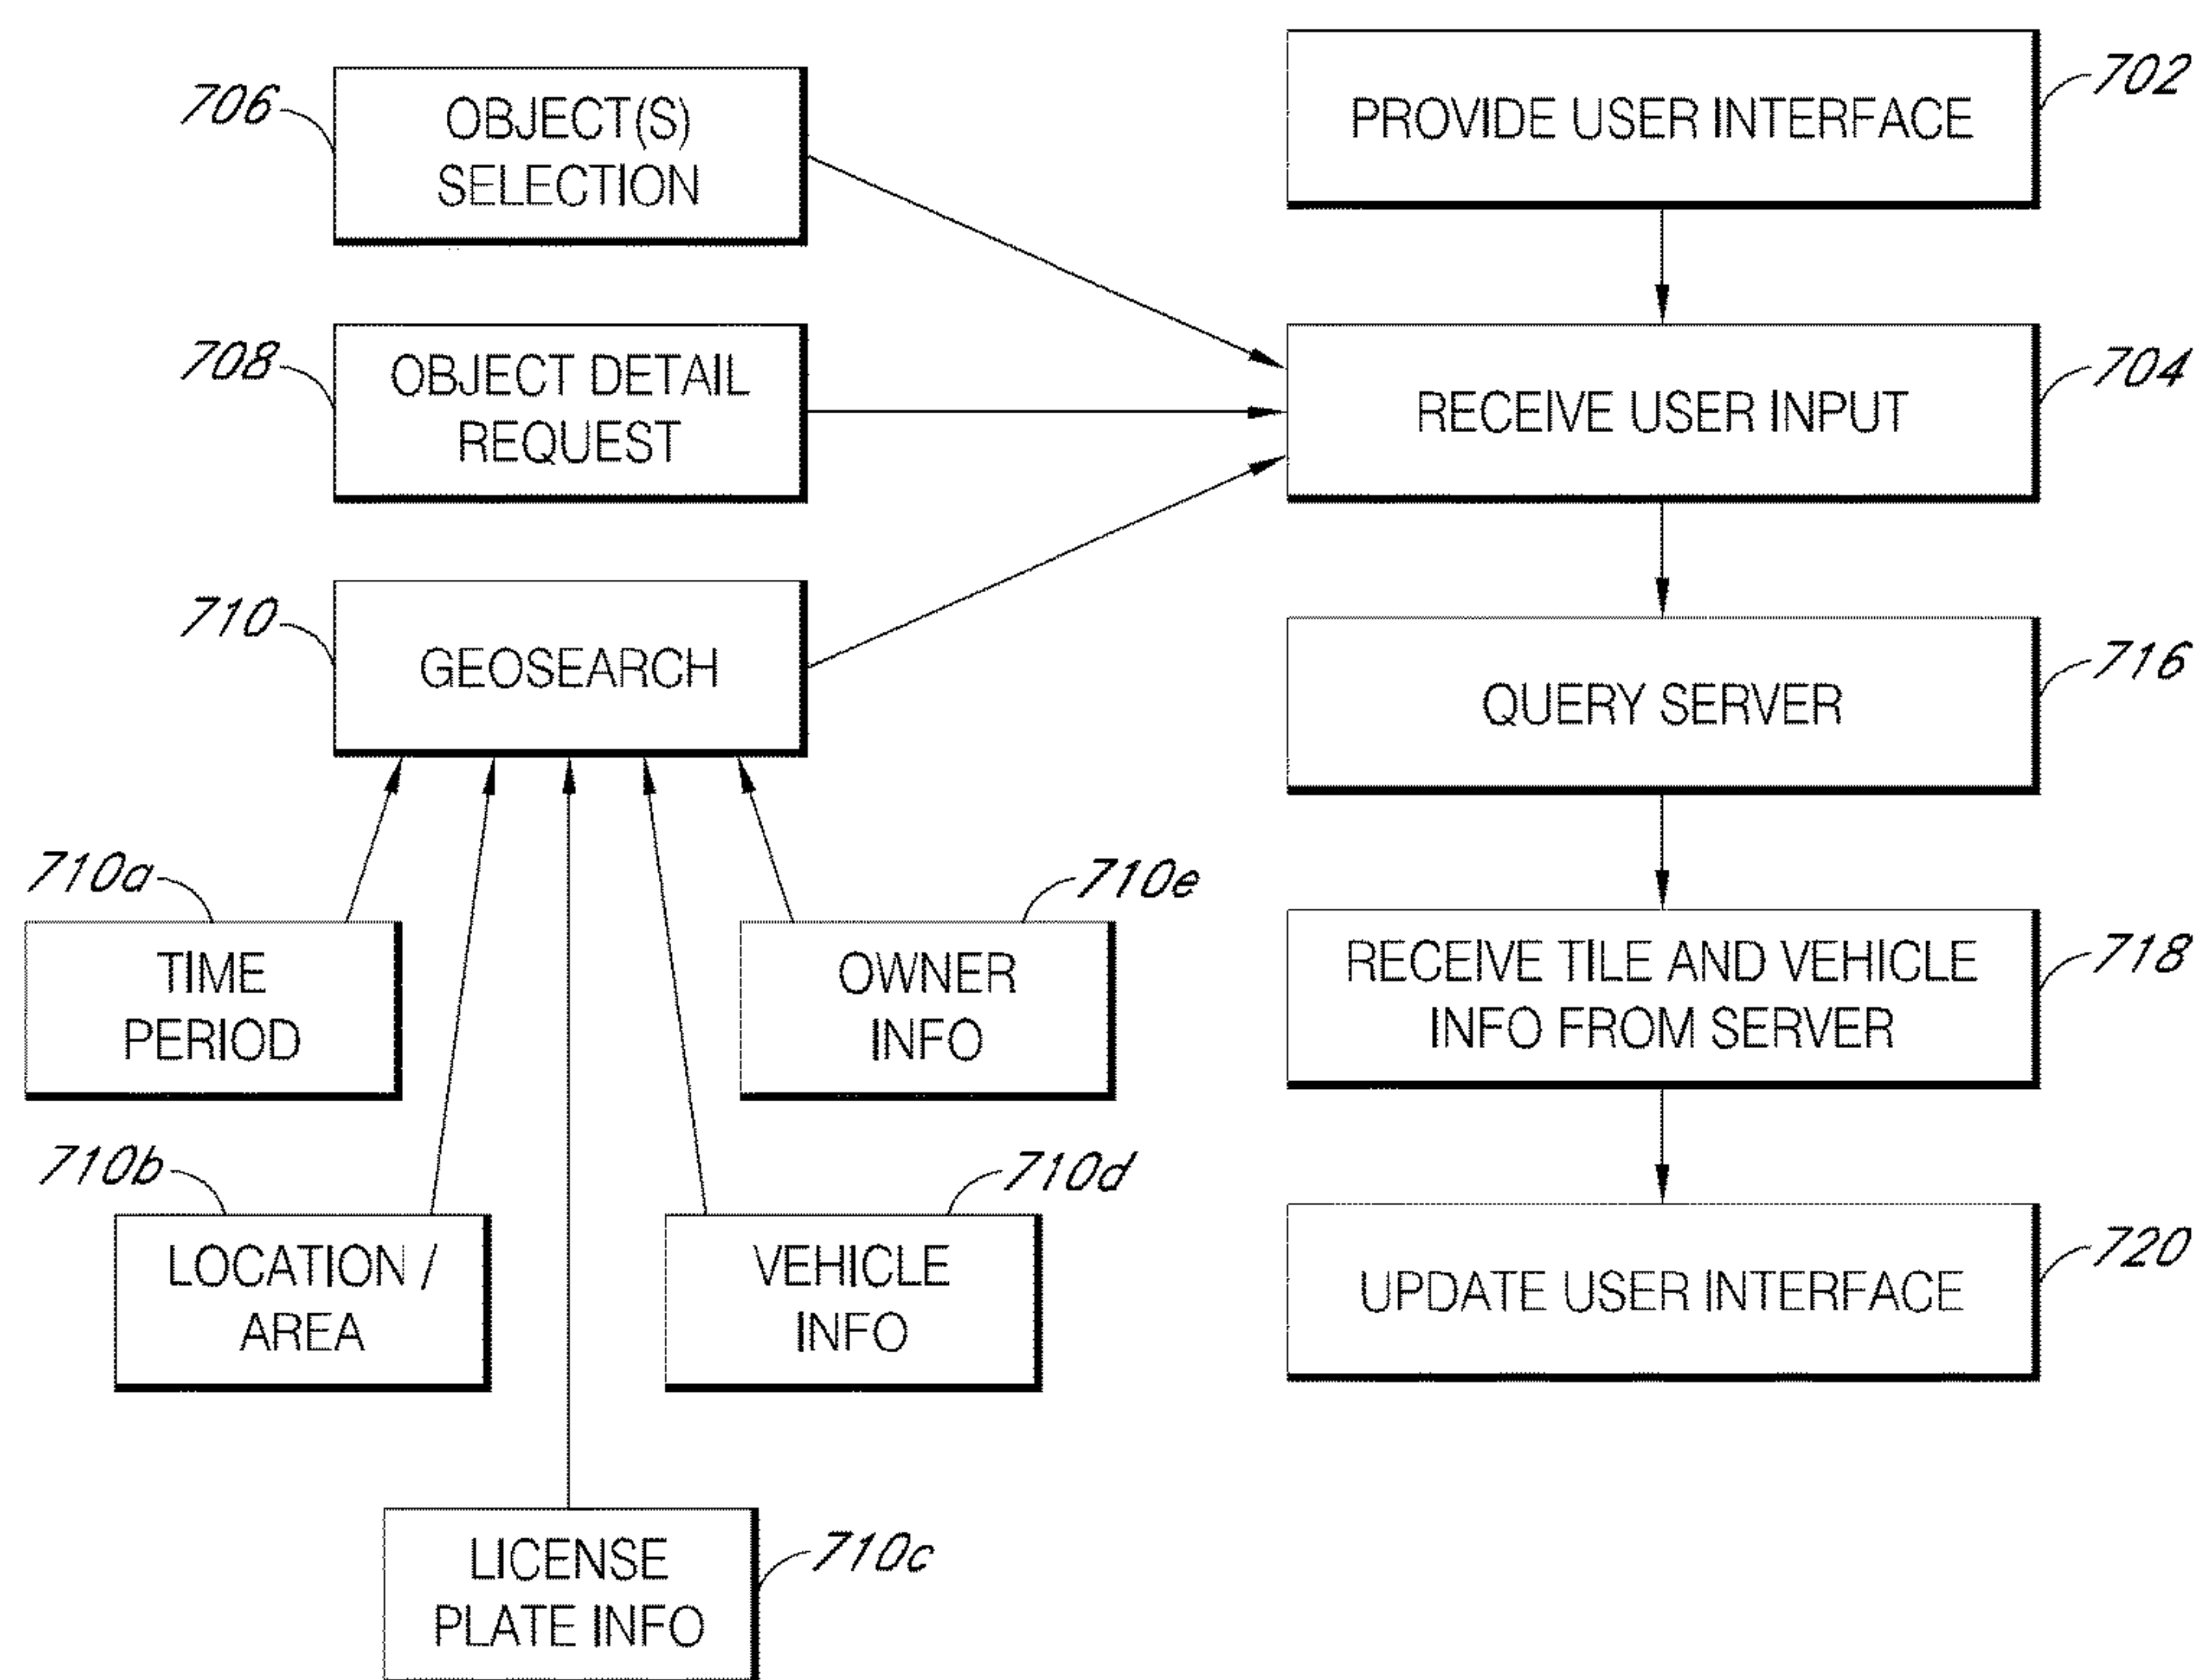 706
OBJECT(S)
SELECTION
PROVIDE USER INTERFACE
702
708
OBJECT DETAIL
REQUEST
RECEIVE USER INPUT
704
710
GEOSEARCH
QUERY SERVER
716
710a
TIME
PERIOD
710e
OWNER
INFO
RECEIVE TILE AND VEHICLE
INFO FROM SERVER
718
710b
LOCATION /
AREA
710d
VEHICLE
INFO
UPDATE USER INTERFACE
720
LICENSE
PLATE INFO
710c